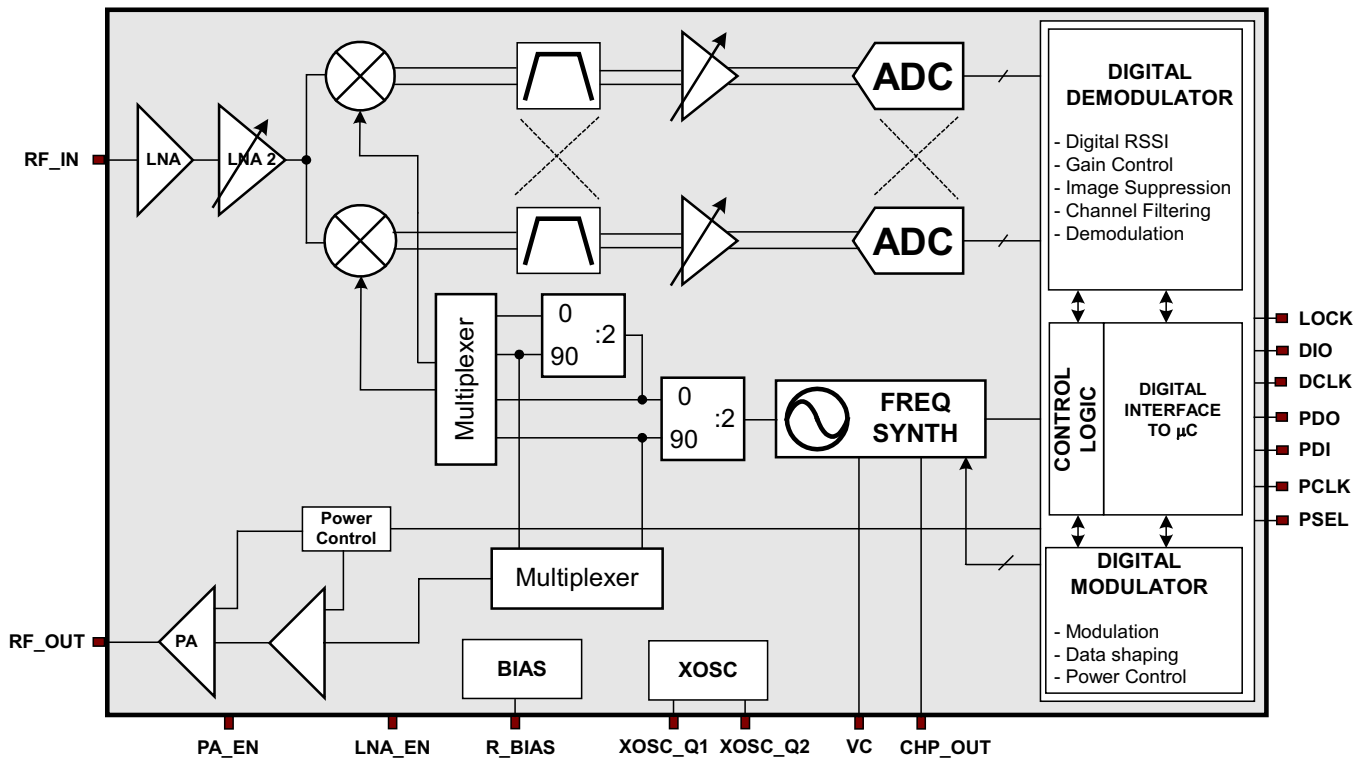 RF_IN
LNA
LNA 2
ADC
ADC
DIGITAL
DEMODULATOR
- Digital RSSI
- Gain Control
- Image Suppression
- Channel Filtering
- Demodulation
Multiplexer
0
:2
90
0
:2
90
FREQ
SYNTH
CONTROL
LOGIC
DIGITAL
INTERFACE
TO µC
LOCK
DIO
DCLK
PDO
PDI
PCLK
PSEL
Power
Control
Multiplexer
DIGITAL
MODULATOR
- Modulation
- Data shaping
- Power Control
RF_OUT
PA
BIAS
XOSC
PA_EN
LNA_EN
R_BIAS
XOSC_Q1
XOSC_Q2
VC
CHP_OUT